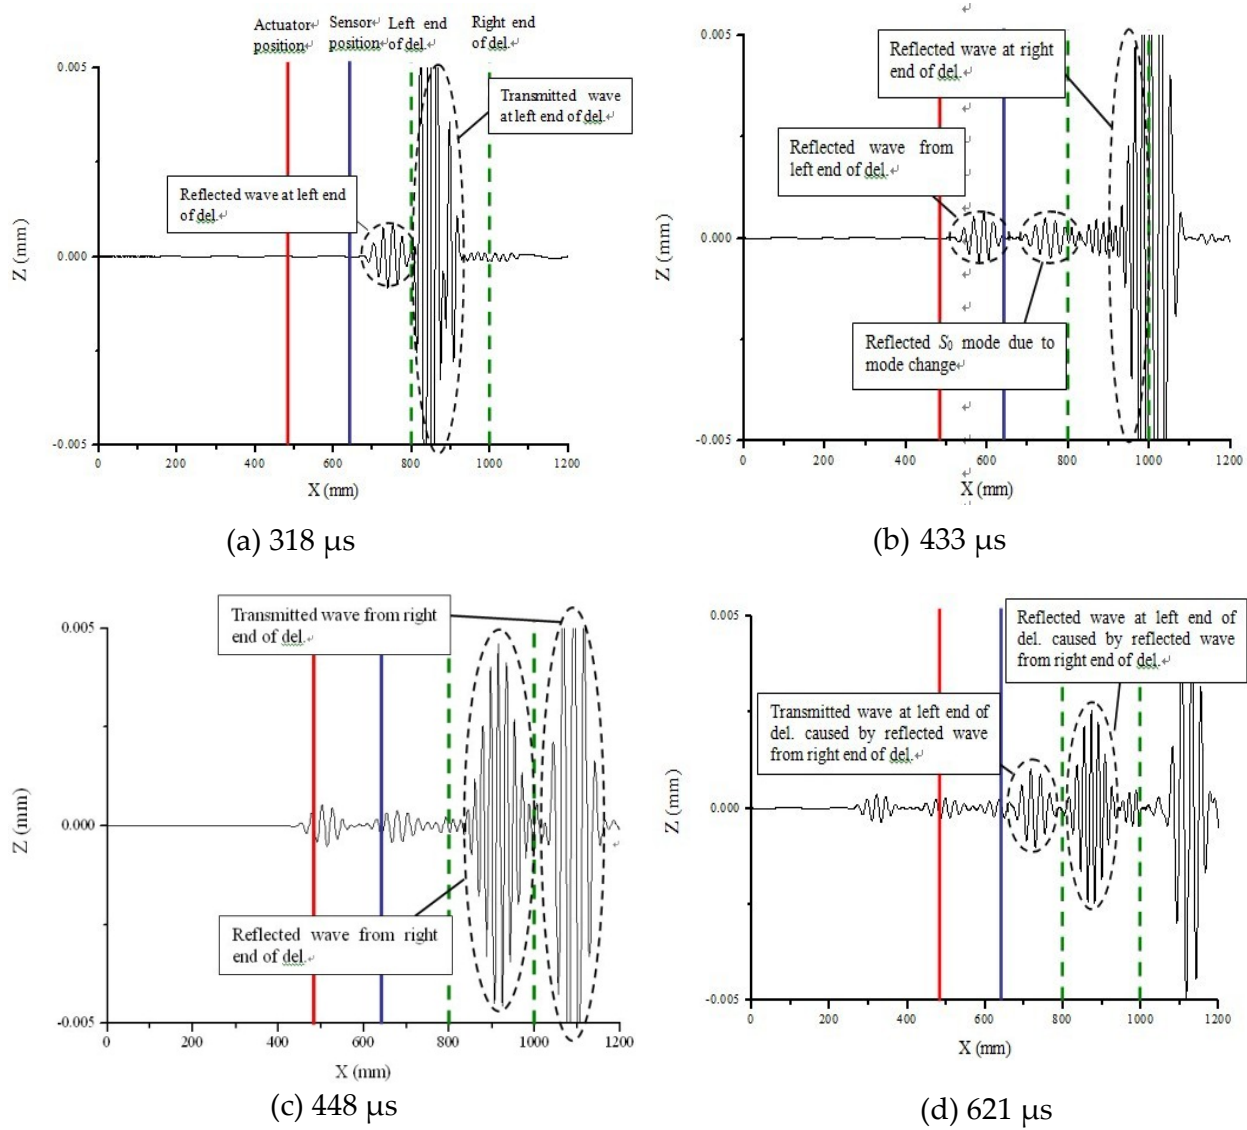 Actuator↵
position↵
Sensor↵
position↵
Left end
of del.↵
Right end
of del.↵
0.005
Transmitted wave
at left end of del.↵
Reflected wave at left end
of del.↵
Z (mm)
0.000
-0.005
0 200 400 600 800 1000 1200
X (mm)
(a) 318 µs
↵
↵
Reflected wave at right
end of del.↵
0.005
↵
↵
Reflected wave from
left end of del.↵
↵
↵
↵
Z (mm)
0.000
↵
↵
Reflected S₀ mode due to
mode change↵
↵
↵
-0.005
↵
0 200 400 600 800 1000 1200
↵
X (mm)
(b) 433 µs
Transmitted wave from right
end of del.↵
0.005
Z (mm)
0.000
↵
Reflected wave from right
end of del.↵
-0.005
0 200 400 600 800 1000 1200
X (mm)
(c) 448 µs
Reflected wave at left end of
del. caused by reflected wave
from right end of del.↵
0.005
Transmitted wave at left end of
del. caused by reflected wave
from right end of del.↵
Z (mm)
0.000
-0.005
0 200 400 600 800 1000 1200
X (mm)
(d) 621 µs